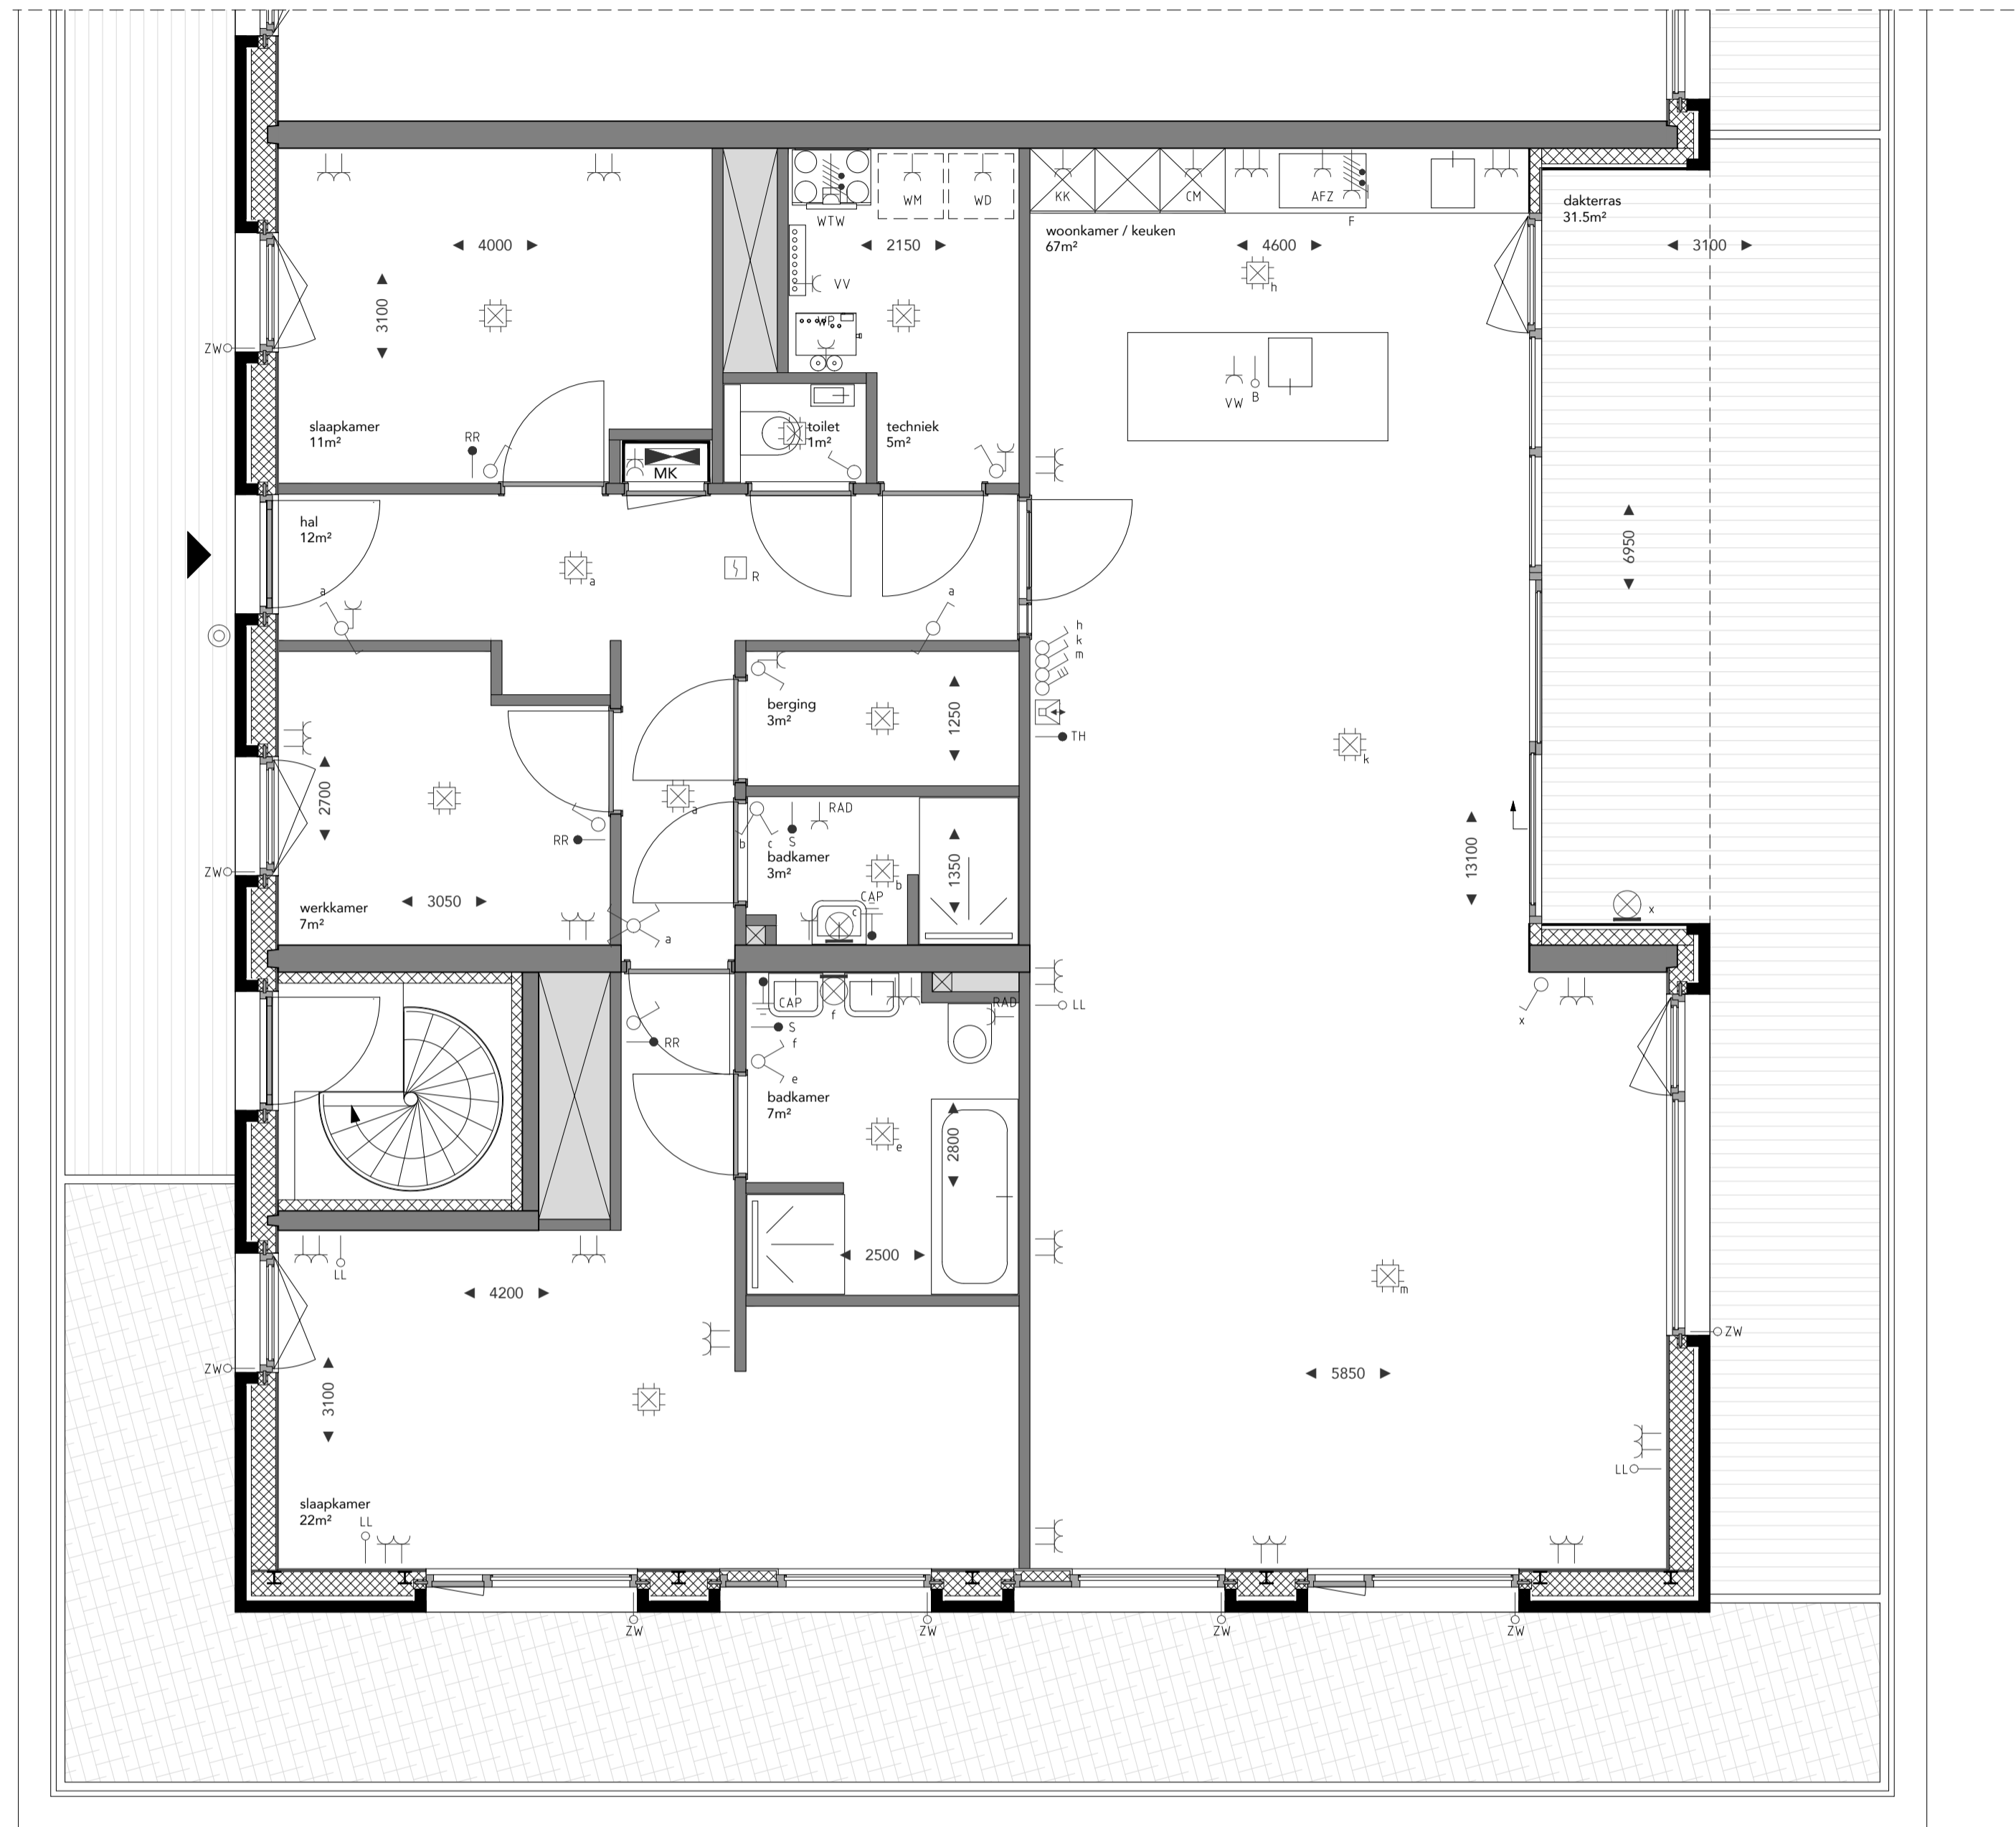 WTW
WM
WD
KK
CM
AFZ
F
dakterras
31.5m²
woonkamer / keuken
67m²
4000
2150
4600
3100
h
VV
WP
3100
ZW
VW
B
slaapkamer
11m²
RR
toilet
1m²
techniek
5m²
MK
hal
12m²
6950
a
R
a
a
h
k
m
berging
3m²
1250
TH
k
2700
a
RAD
RR
b
c
S
badkamer
3m²
1350
13100
ZW
b
CAP
c
3050
werkkamer
7m²
x
a
CAP
f
RAD
LL
S
x
f
RR
e
badkamer
7m²
e
2800
2500
LL
4200
m
ZW
ZW
5850
3100
LL
slaapkamer
22m²
LL
ZW
ZW
ZW
ZW